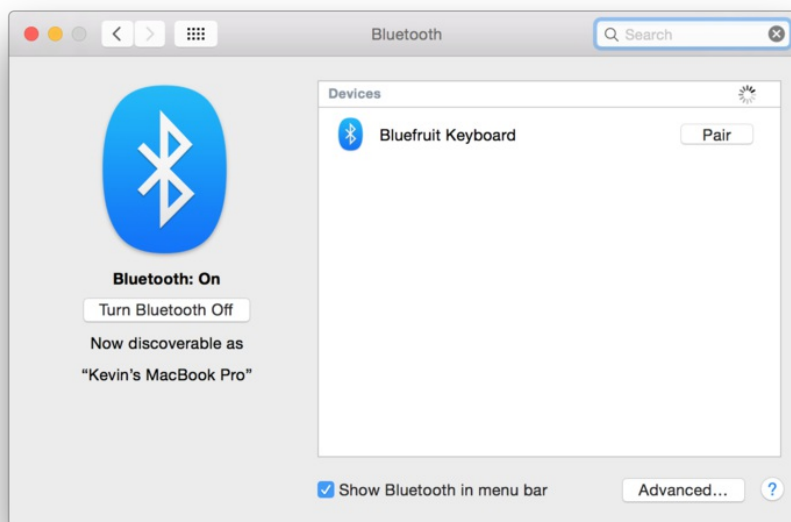 Bluetooth
Search
Devices
Bluefruit Keyboard
Pair
Bluetooth: On
Turn Bluetooth Off
Now discoverable as
“Kevin’s MacBook Pro”
Show Bluetooth in menu bar
Advanced...
?